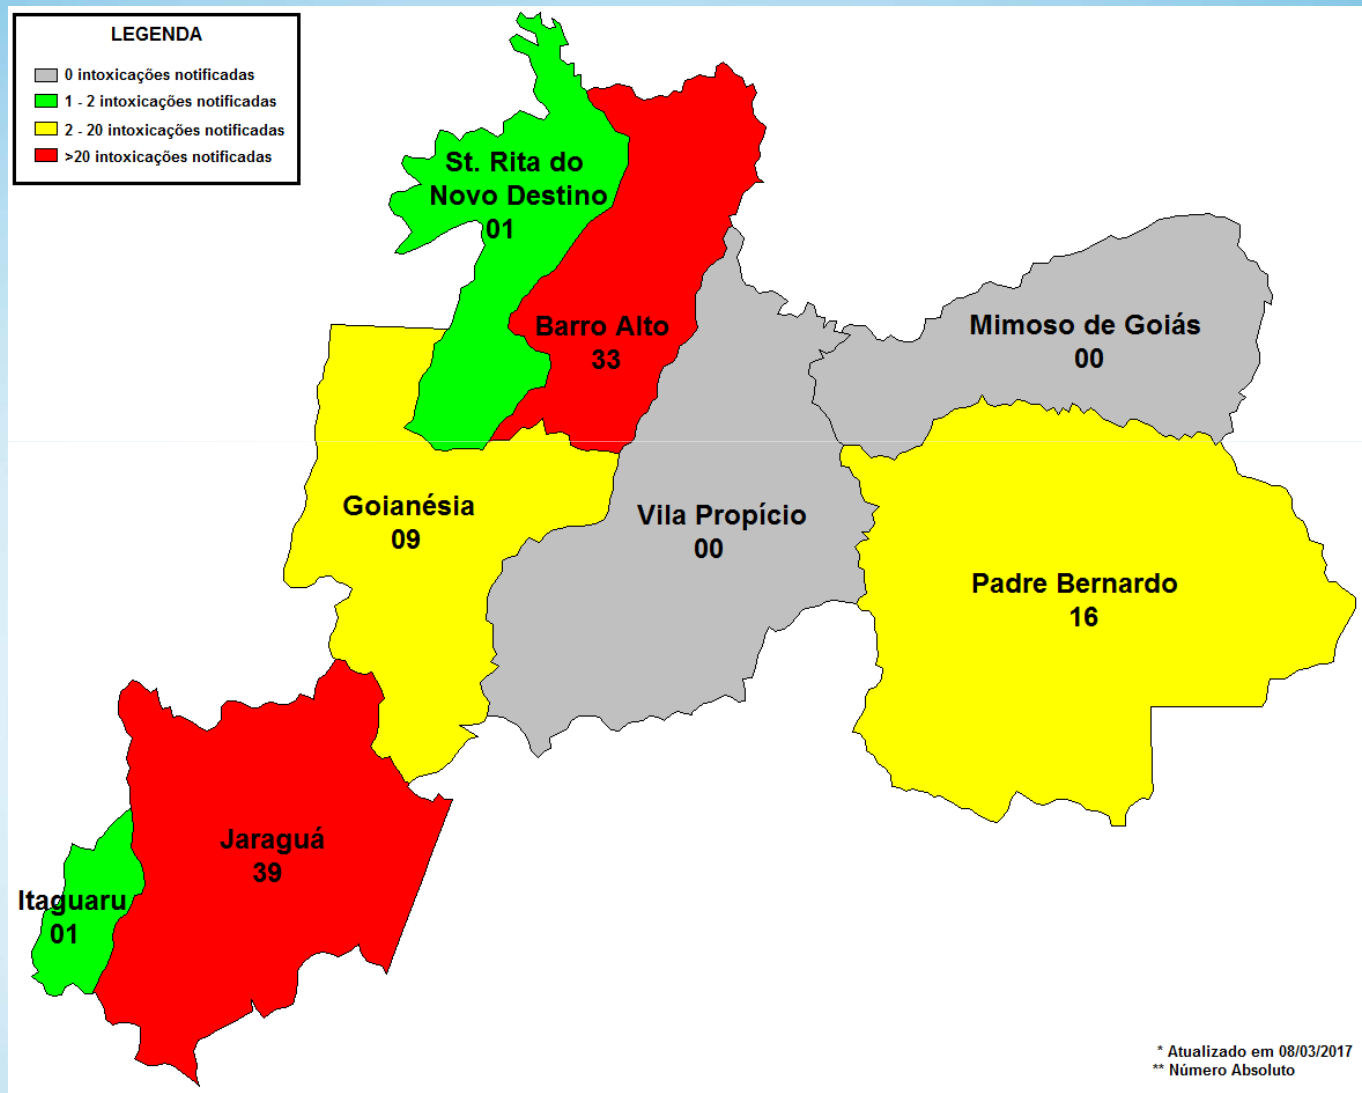 LEGENDA
0 intoxicações notificadas
1 - 2 intoxicações notificadas
2 - 20 intoxicações notificadas
>20 intoxicações notificadas
St. Rita do
Novo Destino
01
Barro Alto
33
Mimoso de Goiás
00
Goianésia
09
Vila Propício
00
Padre Bernardo
16
Jaraguá
39
Itaguaru
01
* Atualizado em 08/03/2017
** Número Absoluto